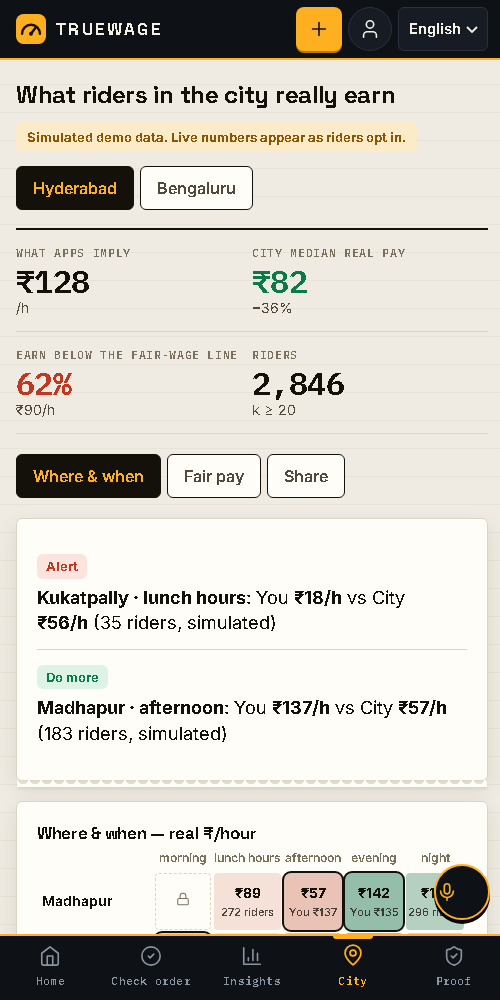 TRUEWAGE
English
What riders in the city really earn
Simulated demo data. Live numbers appear as riders opt in.
Hyderabad
Bengaluru
WHAT APPS IMPLY
₹128
/h
CITY MEDIAN REAL PAY
₹82
−36%
EARN BELOW THE FAIR-WAGE LINE
62%
₹90/h
RIDERS
2,846
k ≥ 20
Where & when
Fair pay
Share
Alert
Kukatpally · lunch hours: You ₹18/h vs City
₹56/h (35 riders, simulated)
Do more
Madhapur · afternoon: You ₹137/h vs City ₹57/h
(183 riders, simulated)
Where & when — real ₹/hour
morning lunch hours afternoon evening night
Madhapur
₹89
272 riders
₹57
You ₹137
₹142
You ₹135
296
Home
Check order
Insights
City
Proof